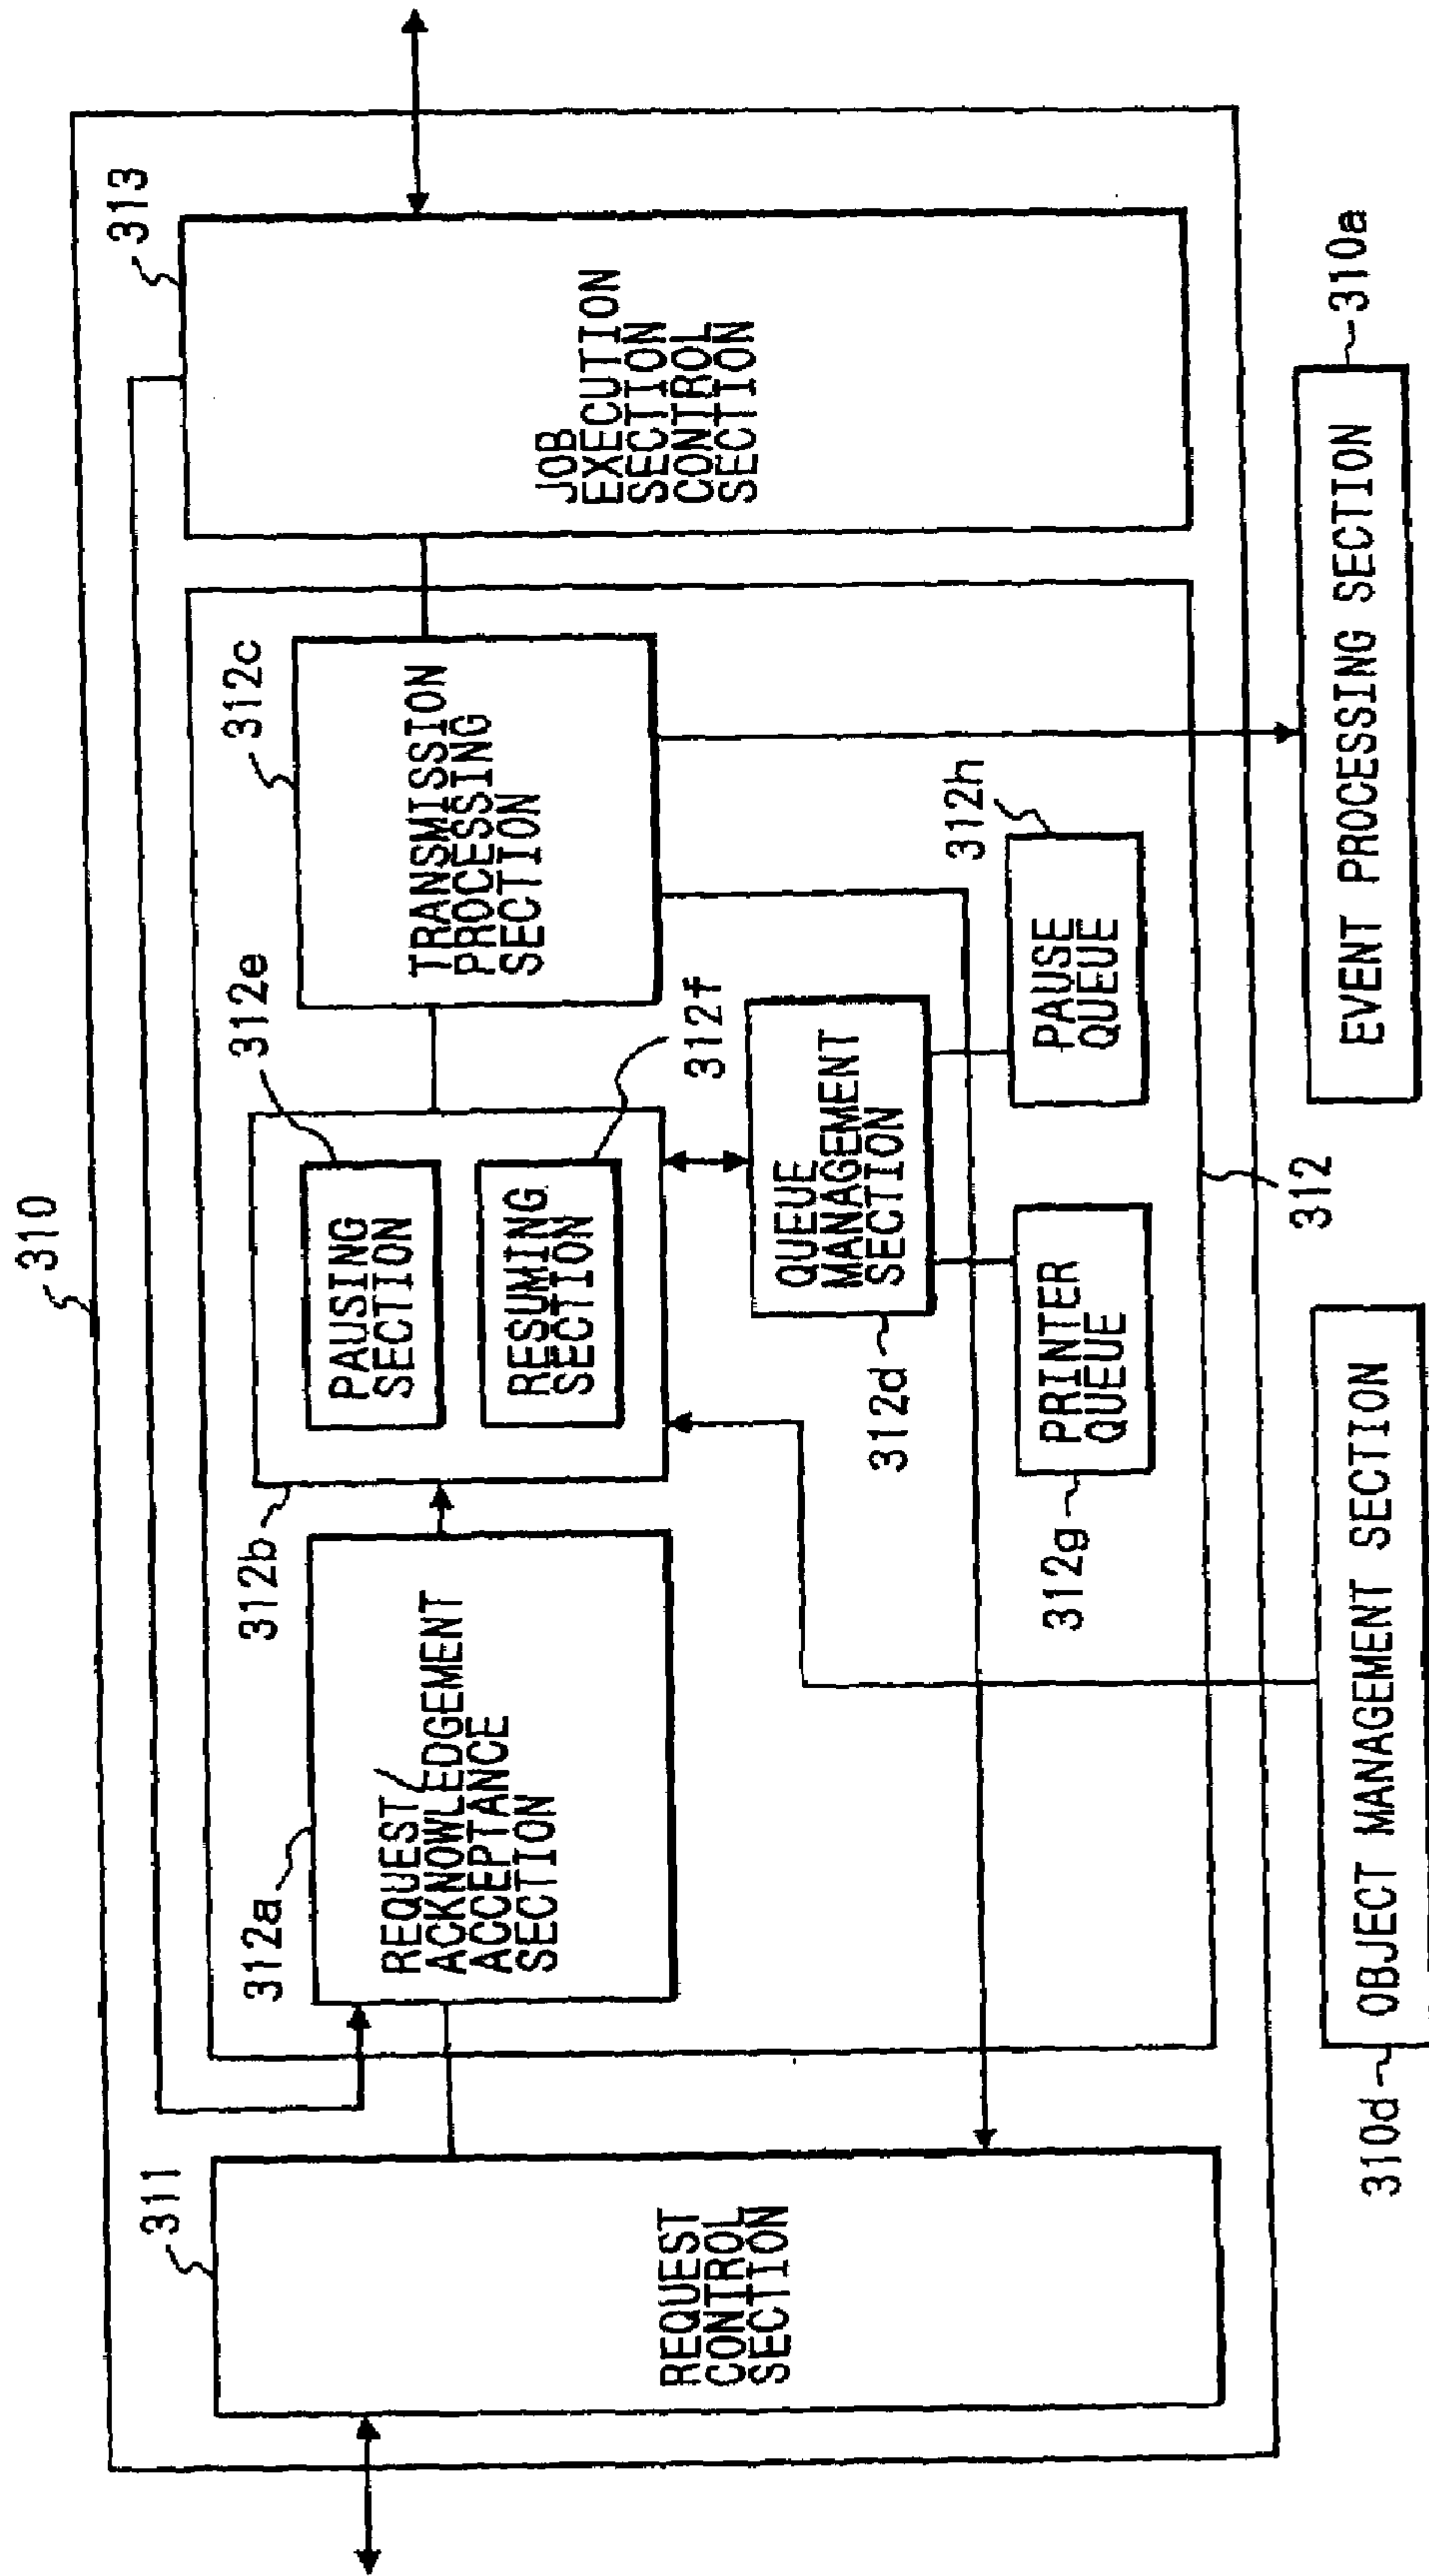 310
311
REQUEST
CONTROL
SECTION
312a
REQUEST/
ACKNOWLEDGEMENT
ACCEPTANCE
SECTION
312b
312e
PAUSING
SECTION
RESUMING
SECTION
312f
312c
TRANSMISSION
PROCESSING
SECTION
313
JOB
EXECUTION
SECTION
CONTROL
SECTION
312d
QUEUE
MANAGEMENT
SECTION
312g
PRINTER
QUEUE
312h
PAUSE
QUEUE
312
310d
OBJECT MANAGEMENT SECTION
EVENT PROCESSING SECTION
310a